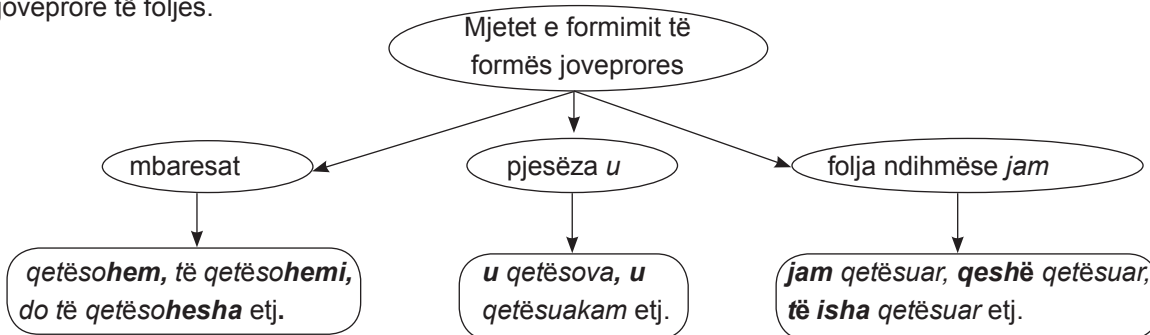 joveprore të foljes.
Mjetet e formimit të
formës joveprores
mbaresat
pjesëza u
folja ndihmëse jam
qetësohem, të qetësohemi,
do të qetësohesha etj.
u qetësova, u
qetësuakam etj.
jam qetësuar, qeshë qetësuar,
të isha qetësuar etj.